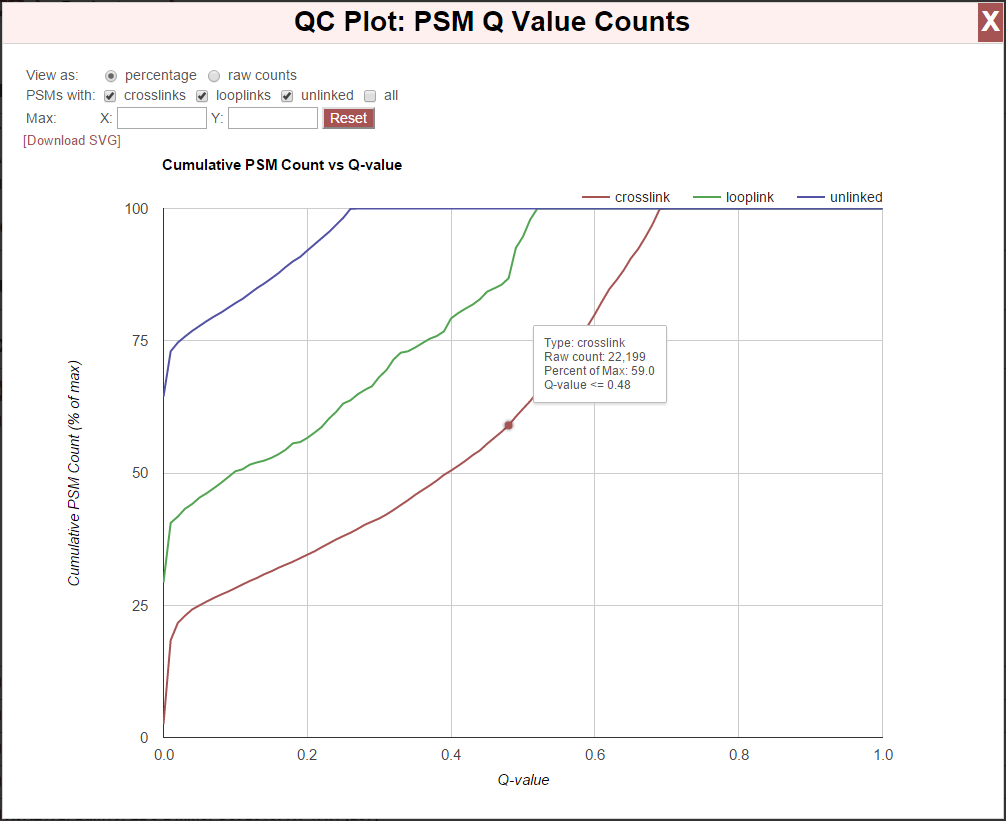 QC Plot: PSM Q Value Counts
X
View as: percentage raw counts
PSMs with: crosslinks looplinks unlinked all
Max: X: Y: Reset
[Download SVG]
Cumulative PSM Count vs Q-value
crosslink looplink unlinked
100
75
Type: crosslink
Raw count: 22,199
Percent of Max: 59.0
Q-value <= 0.48
Cumulative PSM Count (% of max)
50
25
0
0.0 0.2 0.4 0.6 0.8 1.0
Q-value